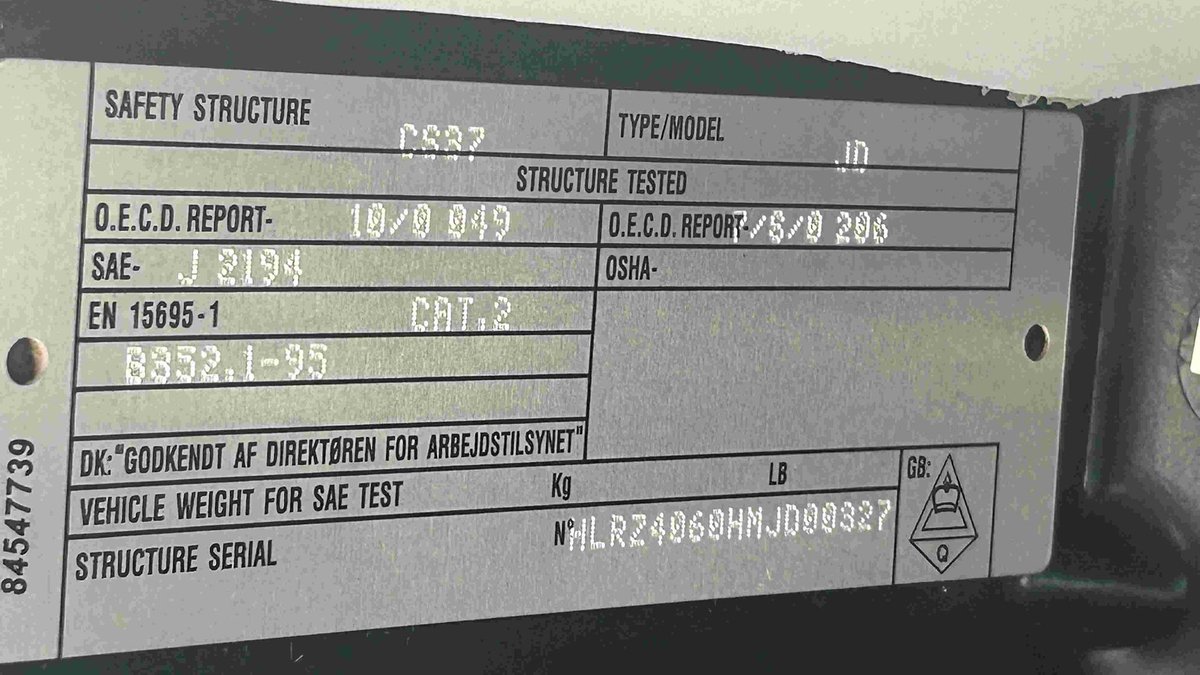 SAFETY STRUCTURE CS37 TYPE/MODEL JD
STRUCTURE TESTED
O.E.C.D. REPORT- 10/0 049 O.E.C.D. REPORT- 7/6/0 206
SAE- J 2194 OSHA-
EN 15695-1 CAT.2
B352.1-95
DK: "GODKENDT AF DIREKTØREN FOR ARBEJDSTILSYNET"
VEHICLE WEIGHT FOR SAE TEST Kg LB
STRUCTURE SERIAL N° HLRZ4060HMJD00327
GB:
Q
84547739